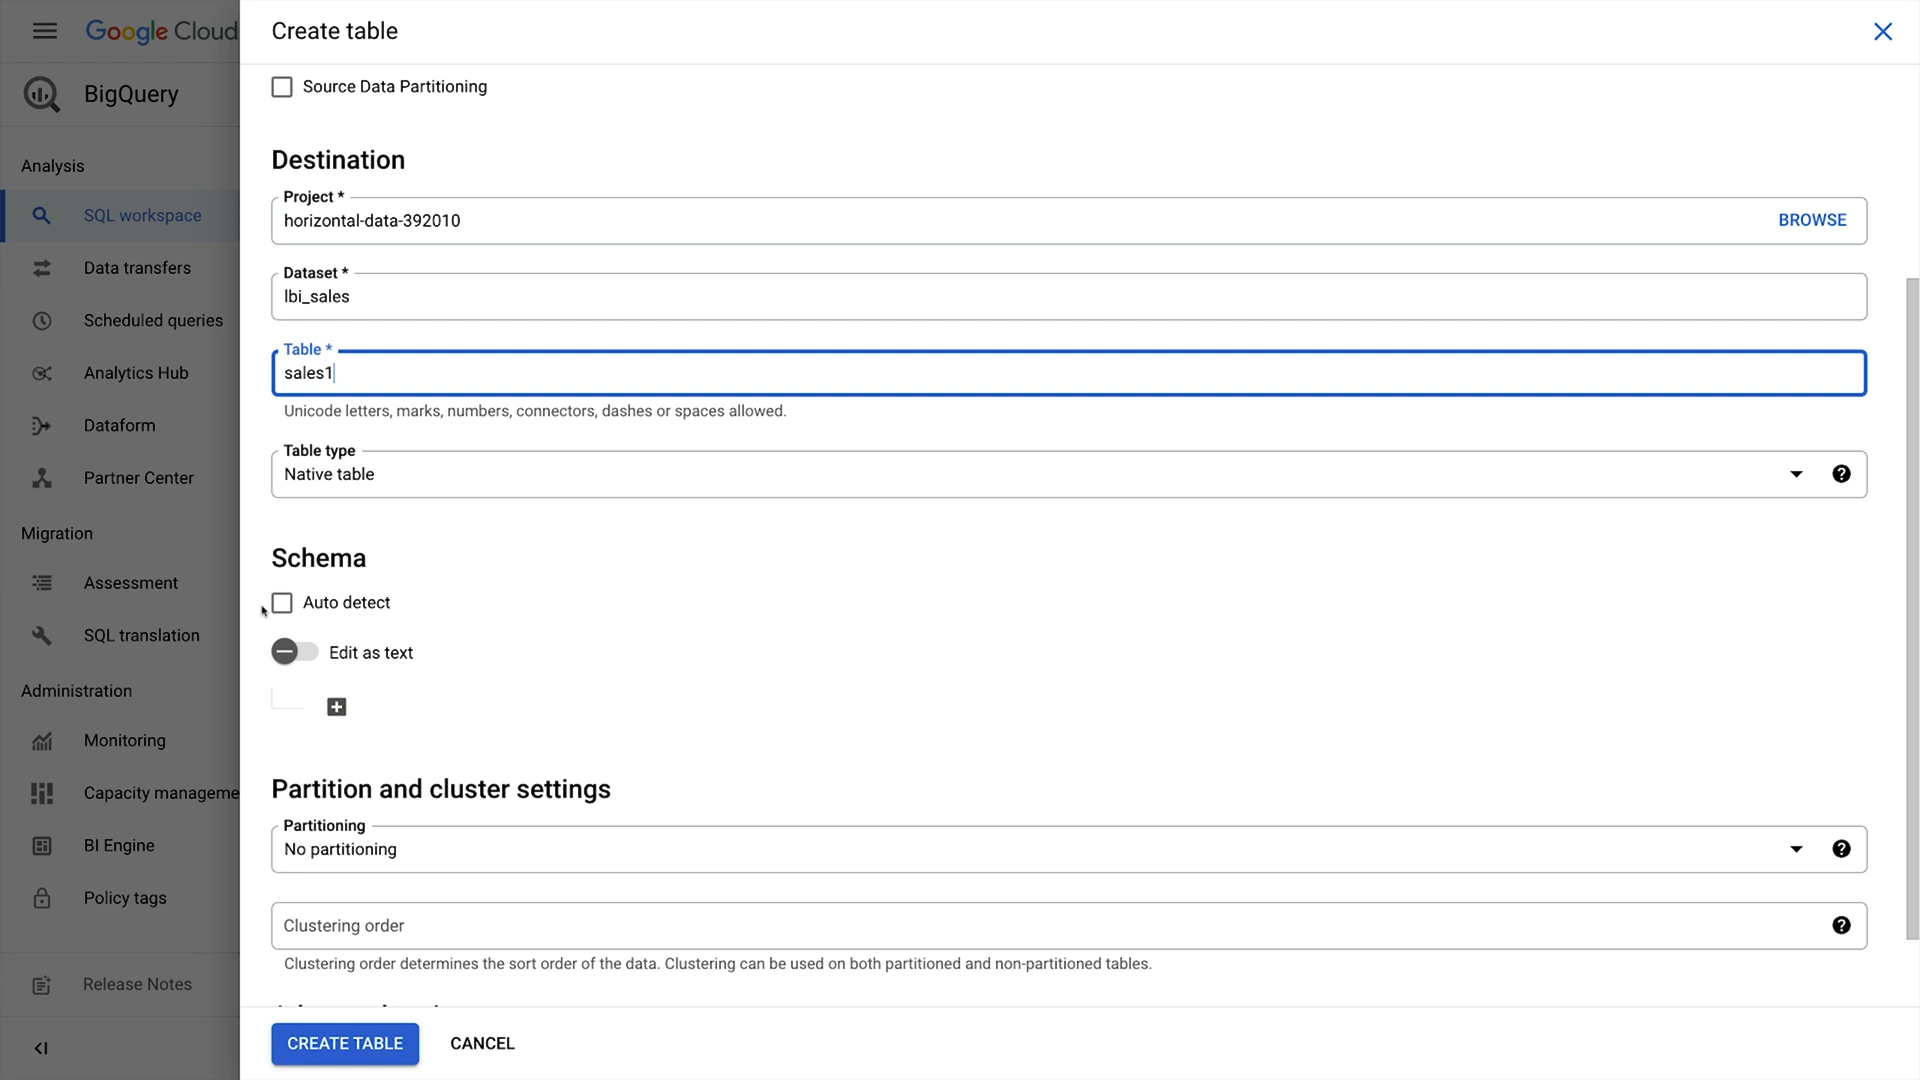 Google Cloud
BigQuery
Analysis
SQL workspace
Data transfers
Scheduled queries
Analytics Hub
Dataform
Partner Center
Migration
Assessment
SQL translation
Administration
Monitoring
Capacity manageme
BI Engine
Policy tags
Release Notes
Create table
Source Data Partitioning
Destination
Project *
horizontal-data-392010
BROWSE
Dataset *
lbi_sales
Table *
sales1
Unicode letters, marks, numbers, connectors, dashes or spaces allowed.
Table type
Native table
Schema
Auto detect
Edit as text
Partition and cluster settings
Partitioning
No partitioning
Clustering order
Clustering order determines the sort order of the data. Clustering can be used on both partitioned and non-partitioned tables.
CREATE TABLE
CANCEL